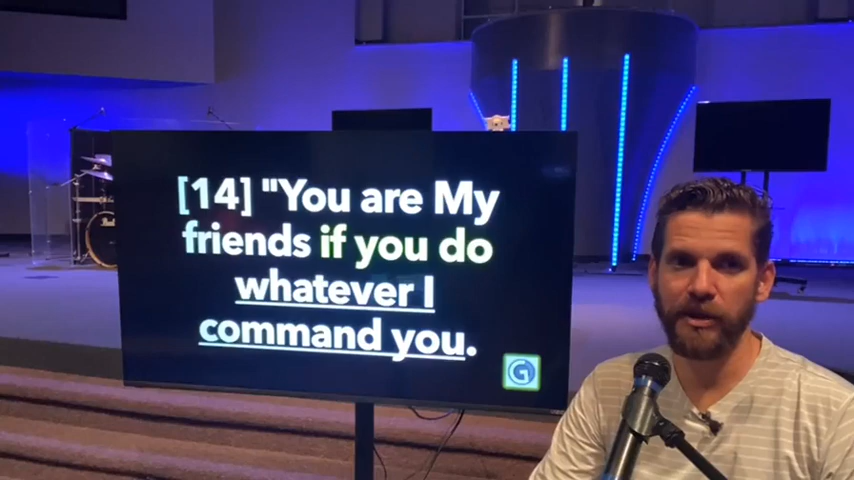 [14] "You are My
friends if you do
whatever I
command you.
G